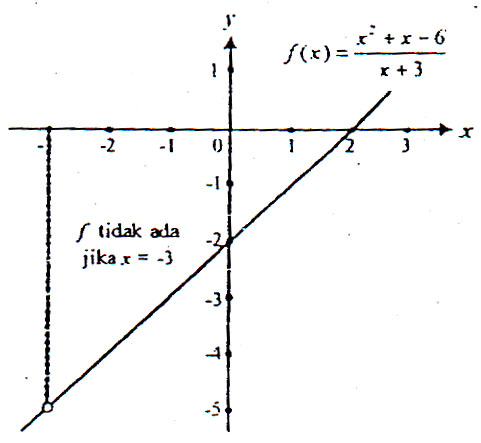 y
f(x) = (x² + x − 6)/(x + 3)
1
x
-2 -1 0 1 2 3
-1
f tidak ada
jika x = -3
-2
-3
-4
-5